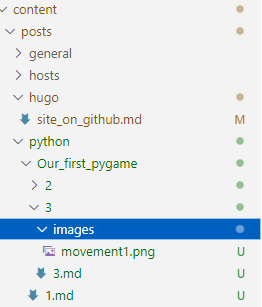 content
posts
general
hosts
hugo
site_on_github.md M
python
Our_first_pygame
2
3
images
movement1.png U
3.md U
1.md U